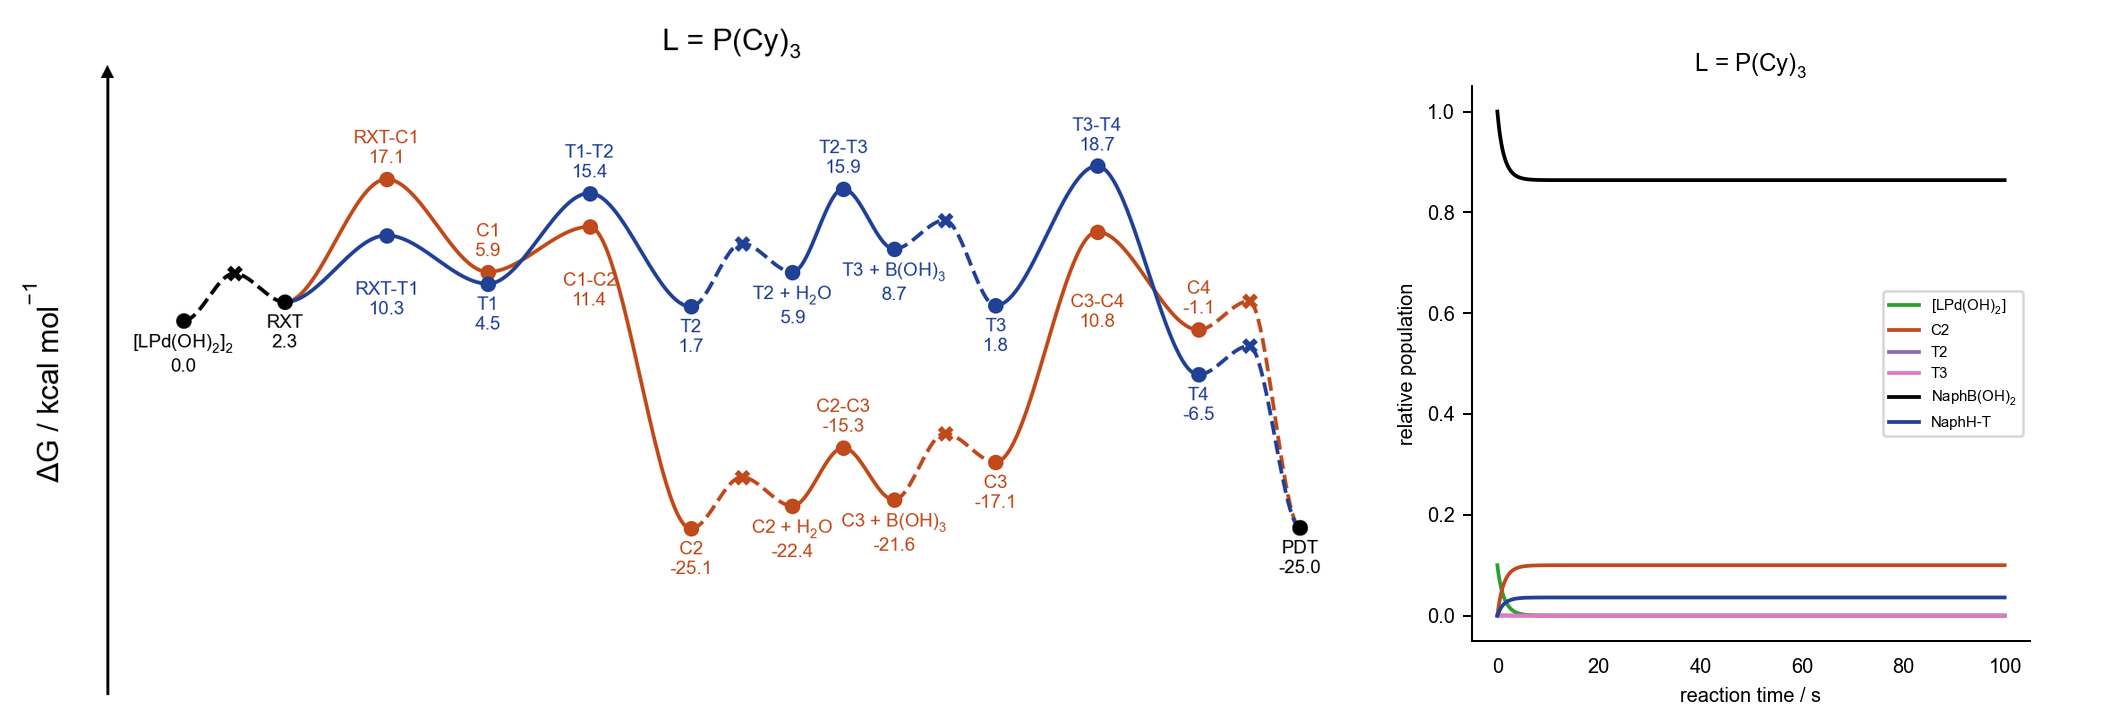 L = P(Cy)₃
ΔG / kcal mol⁻¹
[LPd(OH)₂]₂
0.0
RXT
2.3
RXT-C1
17.1
RXT-T1
10.3
C1
5.9
T1
4.5
T1-T2
15.4
C1-C2
11.4
T2
1.7
C2
-25.1
T2 + H₂O
5.9
C2 + H₂O
-22.4
T2-T3
15.9
C2-C3
-15.3
T3 + B(OH)₃
8.7
C3 + B(OH)₃
-21.6
T3
1.8
C3
-17.1
T3-T4
18.7
C3-C4
10.8
C4
-1.1
T4
-6.5
PDT
-25.0
L = P(Cy)₃
relative population
1.0
0.8
0.6
0.4
0.2
0.0
[LPd(OH)₂]
C2
T2
T3
NaphB(OH)₂
NaphH-T
0 20 40 60 80 100
reaction time / s